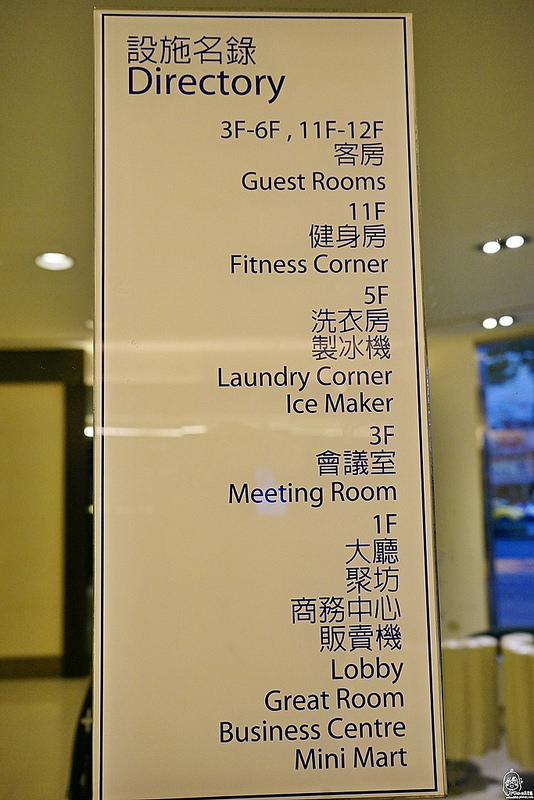 設施名錄
Directory
3F-6F , 11F-12F
客房
Guest Rooms
11F
健身房
Fitness Corner
5F
洗衣房
製冰機
Laundry Corner
Ice Maker
3F
會議室
Meeting Room
1F
大廳
聚坊
商務中心
販賣機
Lobby
Great Room
Business Centre
Mini Mart